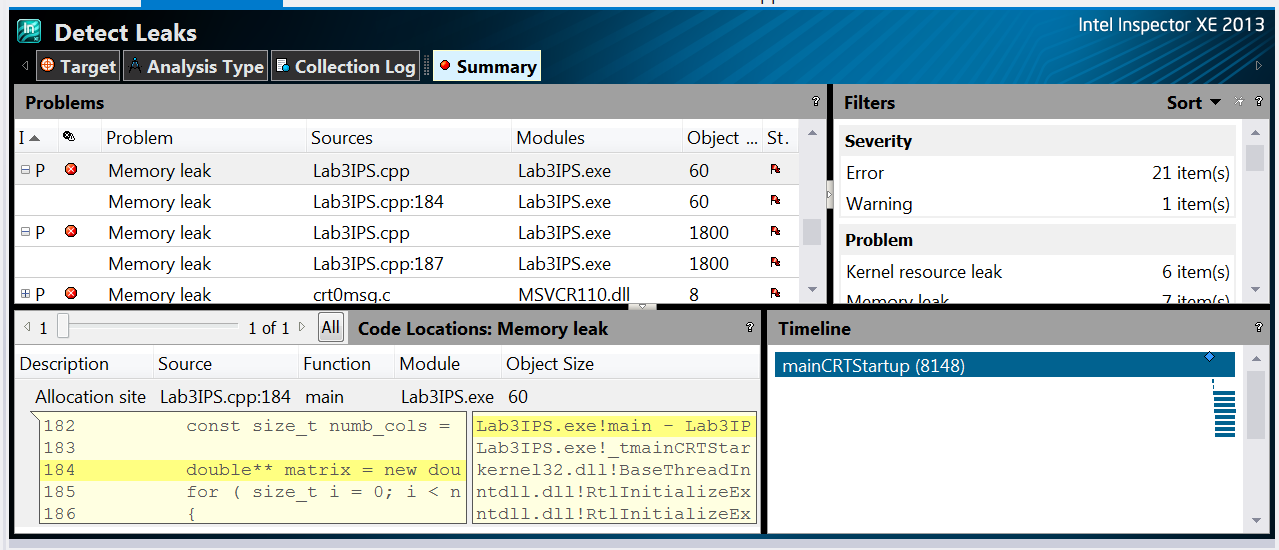 Intel Inspector XE 2013
Detect Leaks
Target Analysis Type Collection Log Summary
Problems ?
I Problem Sources Modules Object ... St.
P Memory leak Lab3IPS.cpp Lab3IPS.exe 60
Memory leak Lab3IPS.cpp:184 Lab3IPS.exe 60
P Memory leak Lab3IPS.cpp Lab3IPS.exe 1800
Memory leak Lab3IPS.cpp:187 Lab3IPS.exe 1800
P Memory leak crt0msg.c MSVCR110.dll 8
Filters Sort ?
Severity
Error 21 item(s)
Warning 1 item(s)
Problem
Kernel resource leak 6 item(s)
Memory leak 7 item(s)
1 1 of 1 All Code Locations: Memory leak ?
Description Source Function Module Object Size
Allocation site Lab3IPS.cpp:184 main Lab3IPS.exe 60
182 const size_t numb_cols =
183
184 double** matrix = new dou
185 for ( size_t i = 0; i < n
186 {
Lab3IPS.exe!main - Lab3IP
Lab3IPS.exe!_tmainCRTStar
kernel32.dll!BaseThreadIn
ntdll.dll!RtlInitializeEx
ntdll.dll!RtlInitializeEx
Timeline ?
mainCRTStartup (8148)